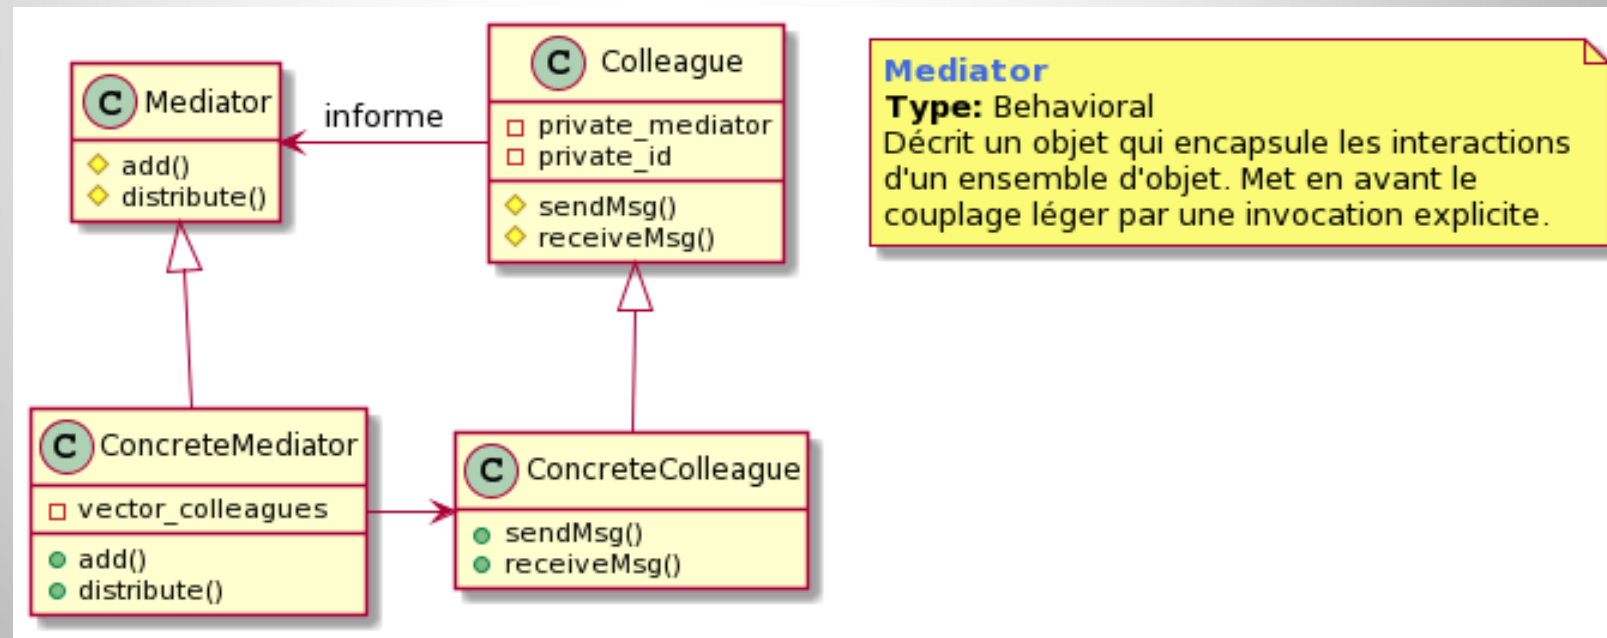 C Mediator
add()
distribute()
informe
C Colleague
private_mediator
private_id
sendMsg()
receiveMsg()
Mediator
Type: Behavioral
Décrit un objet qui encapsule les interactions
d'un ensemble d'objet. Met en avant le
couplage léger par une invocation explicite.
C ConcreteMediator
vector_colleagues
add()
distribute()
C ConcreteColleague
sendMsg()
receiveMsg()